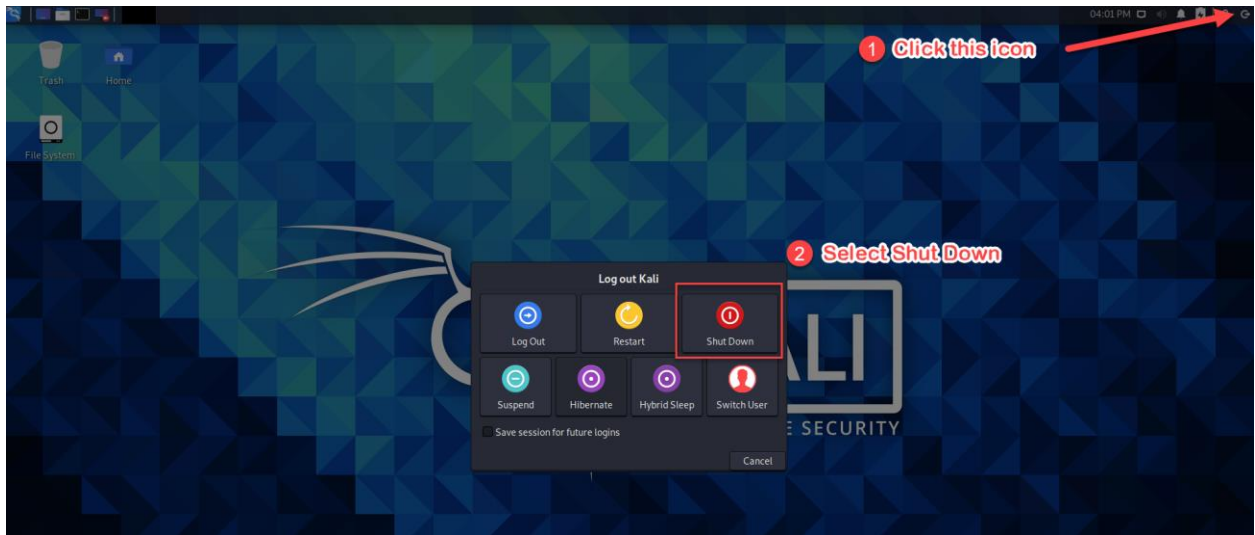 04:01 PM
1 Click this icon
Trash
Home
File System
2 Select Shut Down
Log out Kali
Log Out
Restart
Shut Down
Suspend
Hibernate
Hybrid Sleep
Switch User
Save session for future logins
Cancel
ALI
E SECURITY